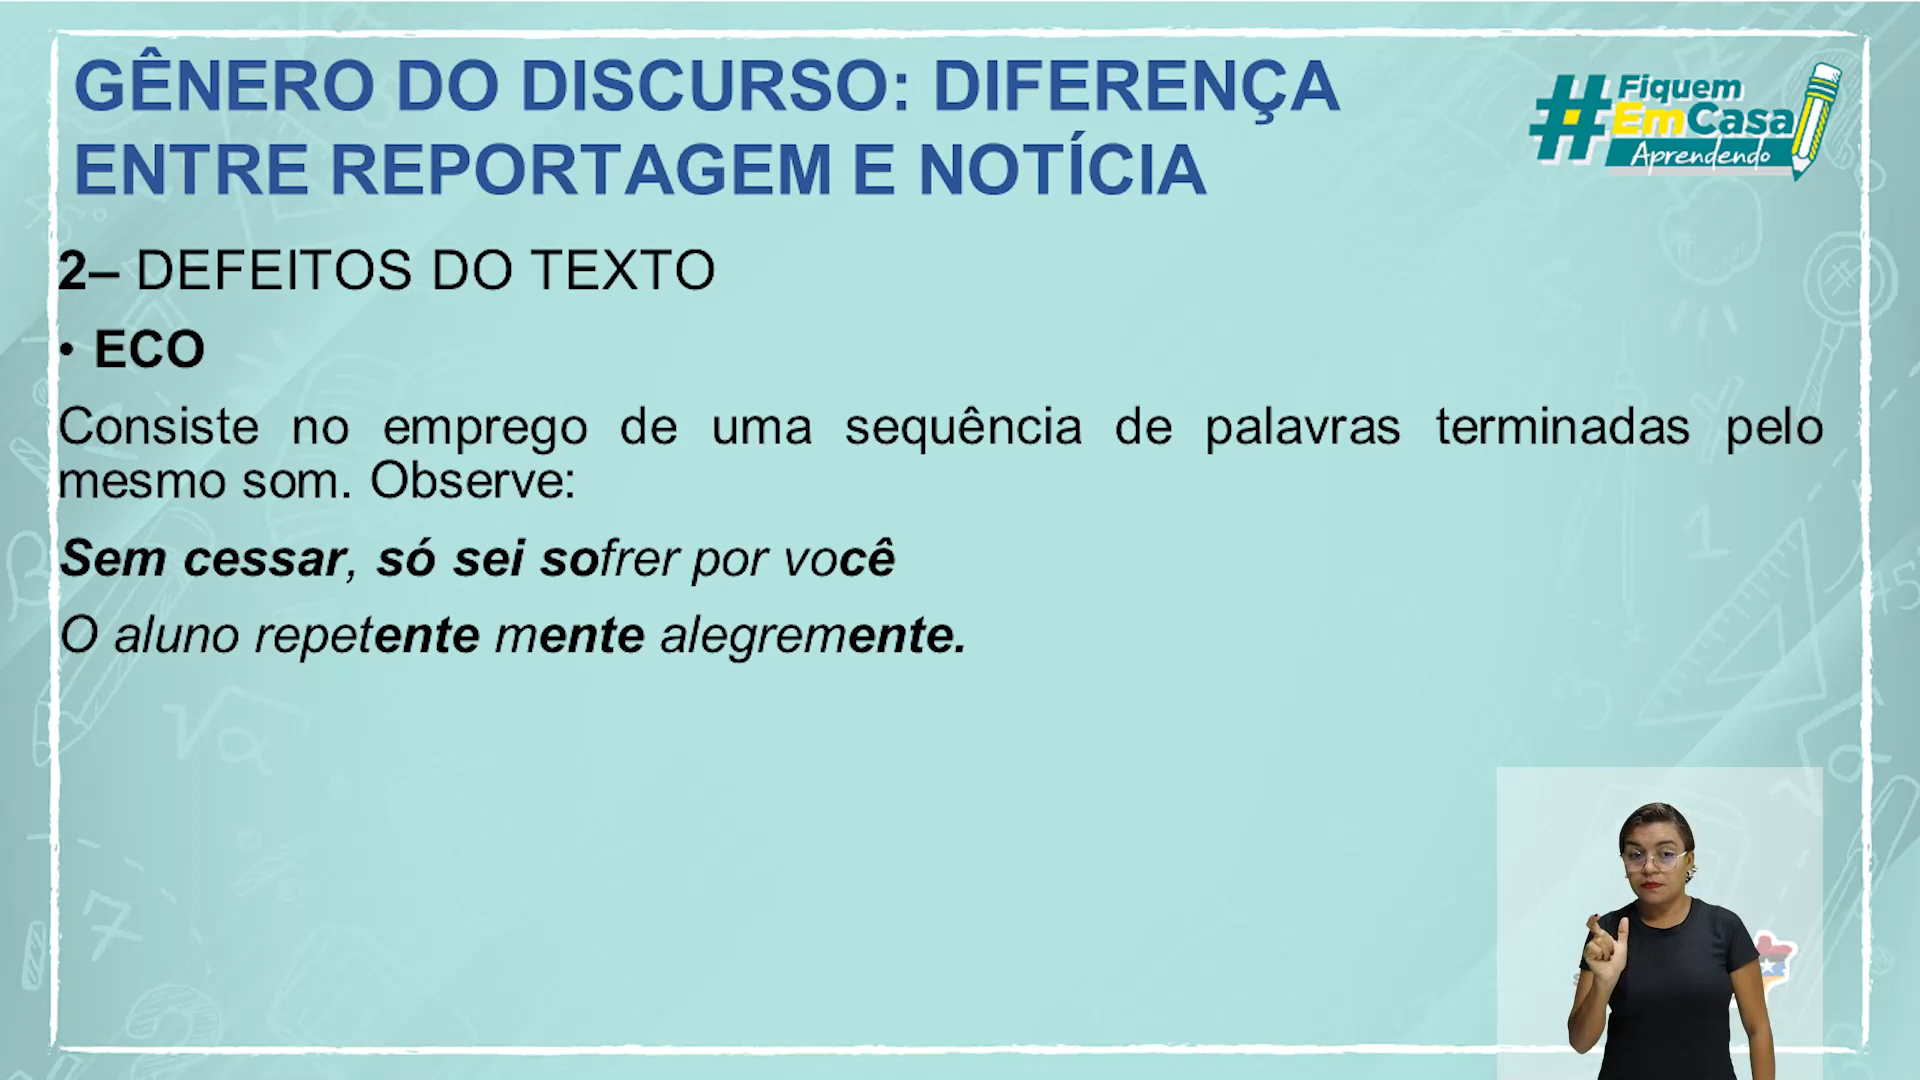 GÊNERO DO DISCURSO: DIFERENÇA
ENTRE REPORTAGEM E NOTÍCIA
#Fiquem
EmCasa
Aprendendo
2– DEFEITOS DO TEXTO
• ECO
Consiste no emprego de uma sequência de palavras terminadas pelo
mesmo som. Observe:
Sem cessar, só sei sofrer por você
O aluno repetente mente alegremente.